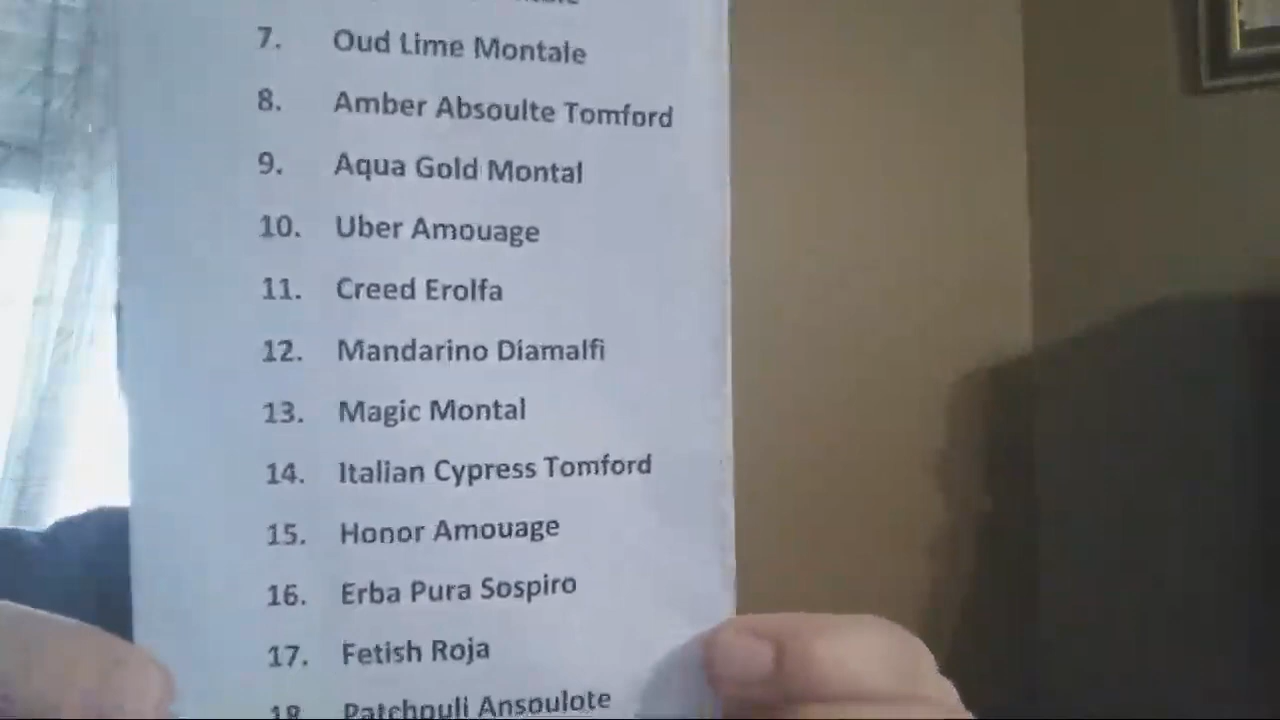 7. Oud Lime Montale
8. Amber Absoulte Tomford
9. Aqua Gold Montal
10. Uber Amouage
11. Creed Erolfa
12. Mandarino Diamalfi
13. Magic Montal
14. Italian Cypress Tomford
15. Honor Amouage
16. Erba Pura Sospiro
17. Fetish Roja
18. Patchouli Ansoulote